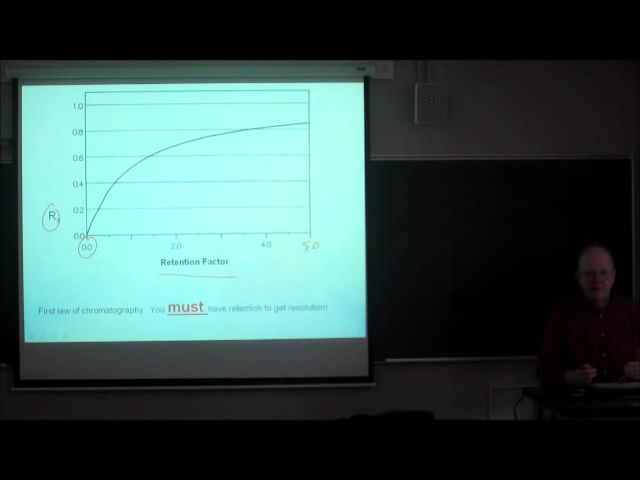 1.0
0.8
0.6
0.4
R
0.2
0.0
0.0 2.0 4.0 5.0
Retention Factor
First law of chromatography You must have retention to get resolution!